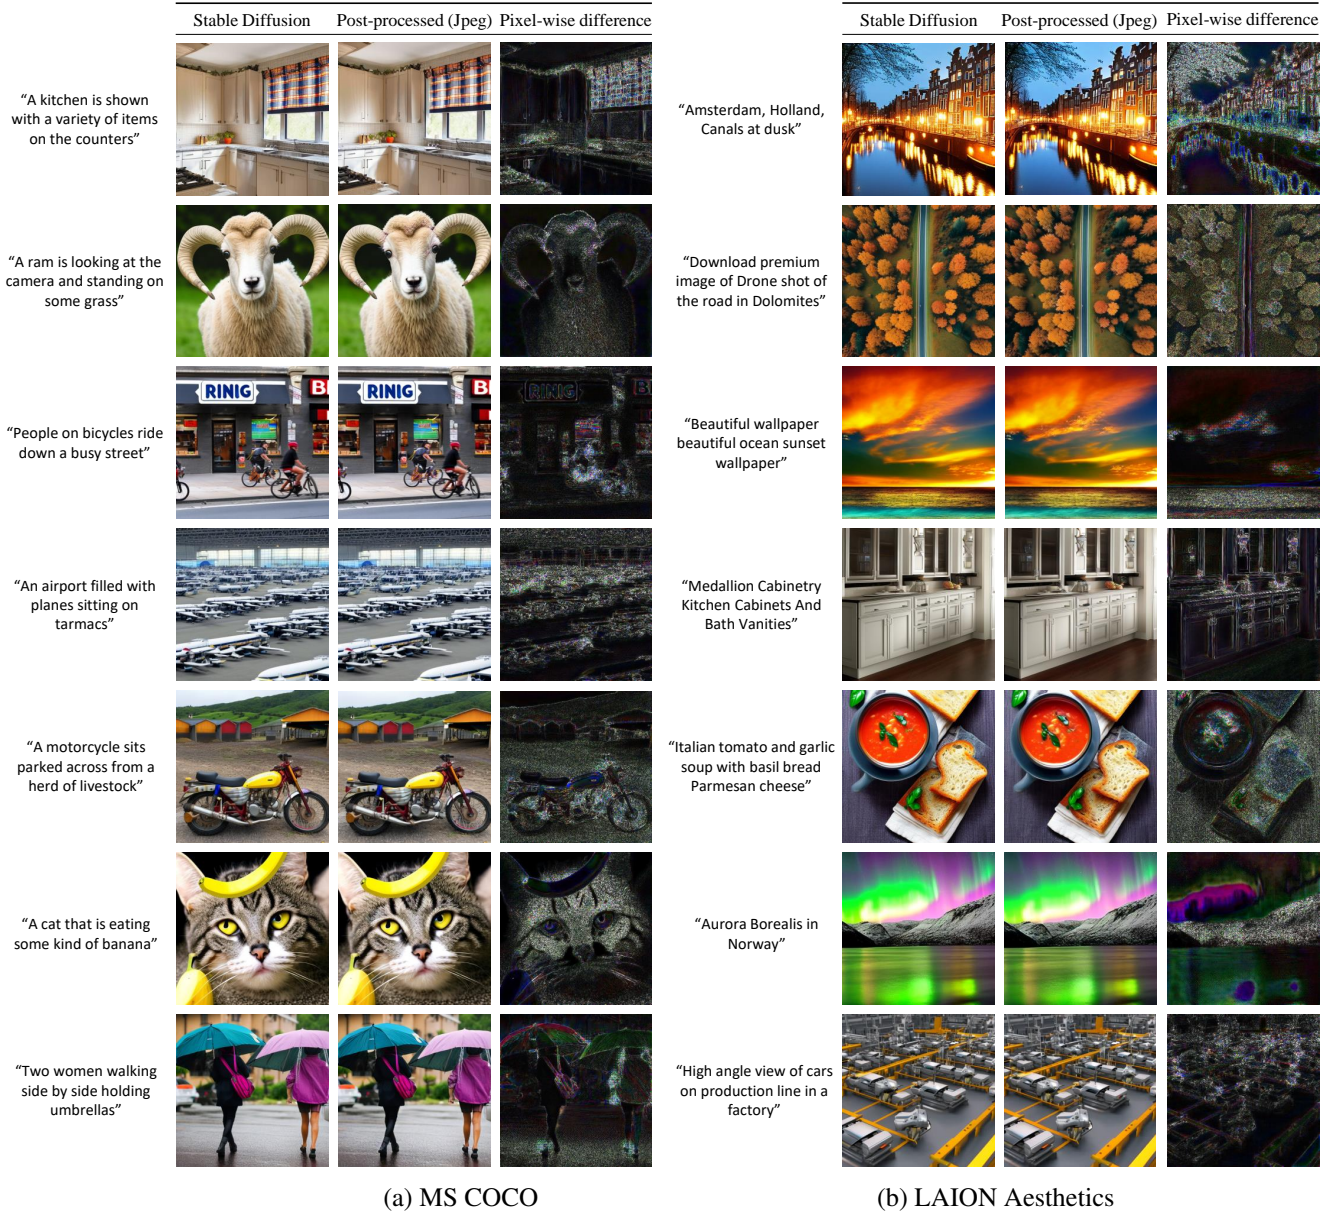 Stable Diffusion Post-processed (Jpeg) Pixel-wise difference
“A kitchen is shown
with a variety of items
on the counters”
“A ram is looking at the
camera and standing on
some grass”
RINIG B
RINIG B
RINIG B
“People on bicycles ride
down a busy street”
“An airport filled with
planes sitting on
tarmacs”
“A motorcycle sits
parked across from a
herd of livestock”
“A cat that is eating
some kind of banana”
“Two women walking
side by side holding
umbrellas”
(a) MS COCO
Stable Diffusion Post-processed (Jpeg) Pixel-wise difference
“Amsterdam, Holland,
Canals at dusk”
“Download premium
image of Drone shot of
the road in Dolomites”
“Beautiful wallpaper
beautiful ocean sunset
wallpaper”
“Medallion Cabinetry
Kitchen Cabinets And
Bath Vanities”
“Italian tomato and garlic
soup with basil bread
Parmesan cheese”
“Aurora Borealis in
Norway”
“High angle view of cars
on production line in a
factory”
(b) LAION Aesthetics